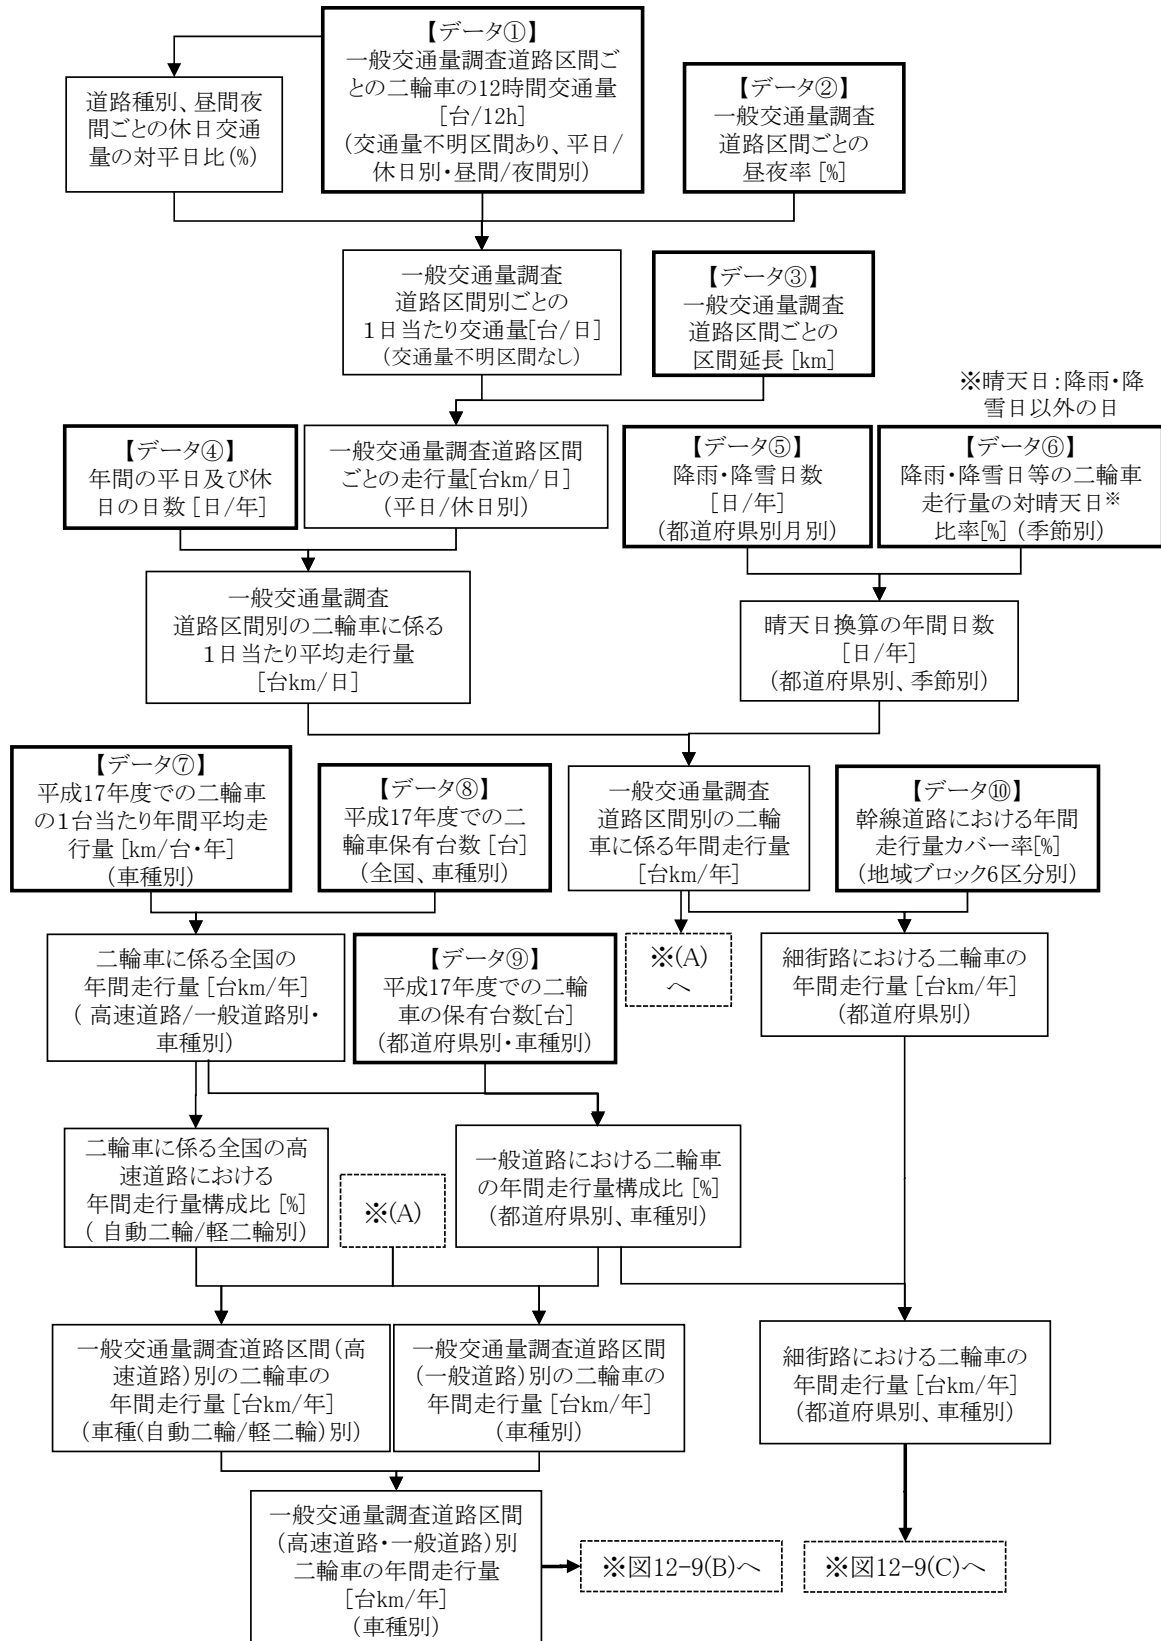 【データ①】
一般交通量調査道路区間ご
との二輪車の12時間交通量
[台/12h]
(交通量不明区間あり、平日/
休日別・昼間/夜間別)
道路種別、昼間夜
間ごとの休日交通
量の対平日比(%)
【データ②】
一般交通量調査
道路区間ごとの
昼夜率[%]
一般交通量調査
道路区間別ごとの
1日当たり交通量[台/日]
(交通量不明区間なし)
【データ③】
一般交通量調査
道路区間ごとの
区間延長[km]
※晴天日:降雨・降
雪日以外の日
【データ④】
年間の平日及び休
日の日数[日/年]
一般交通量調査道路区間
ごとの走行量[台km/日]
(平日/休日別)
【データ⑤】
降雨・降雪日数
[日/年]
(都道府県別月別)
【データ⑥】
降雨・降雪日等の二輪車
走行量の対晴天日※
比率[%](季節別)
一般交通量調査
道路区間別の二輪車に係る
1日当たり平均走行量
[台km/日]
晴天日換算の年間日数
[日/年]
(都道府県別、季節別)
【データ⑦】
平成17年度での二輪車
の1台当たり年間平均走
行量[km/台・年]
(車種別)
【データ⑧】
平成17年度での二
輪車保有台数[台]
(全国、車種別)
一般交通量調査
道路区間別の二輪
車に係る年間走行量
[台km/年]
【データ⑩】
幹線道路における年間
走行量カバー率[%]
(地域ブロック6区分別)
二輪車に係る全国の
年間走行量[台km/年]
(高速道路/一般道路別・
車種別)
【データ⑨】
平成17年度での二輪
車の保有台数[台]
(都道府県別・車種別)
※(A)
へ
細街路における二輪車の
年間走行量[台km/年]
(都道府県別)
二輪車に係る全国の高
速道路における
年間走行量構成比[%]
(自動二輪/軽二輪別)
※(A)
一般道路における二輪車
の年間走行量構成比[%]
(都道府県別、車種別)
一般交通量調査道路区間(高
速道路)別の二輪車の
年間走行量[台km/年]
(車種(自動二輪/軽二輪)別)
一般交通量調査道路区間
(一般道路)別の二輪車の
年間走行量[台km/年]
(車種別)
細街路における二輪車の
年間走行量[台km/年]
(都道府県別、車種別)
一般交通量調査道路区間
(高速道路・一般道路)別
二輪車の年間走行量
[台km/年]
(車種別)
※図12-9(B)へ
※図12-9(C)へ